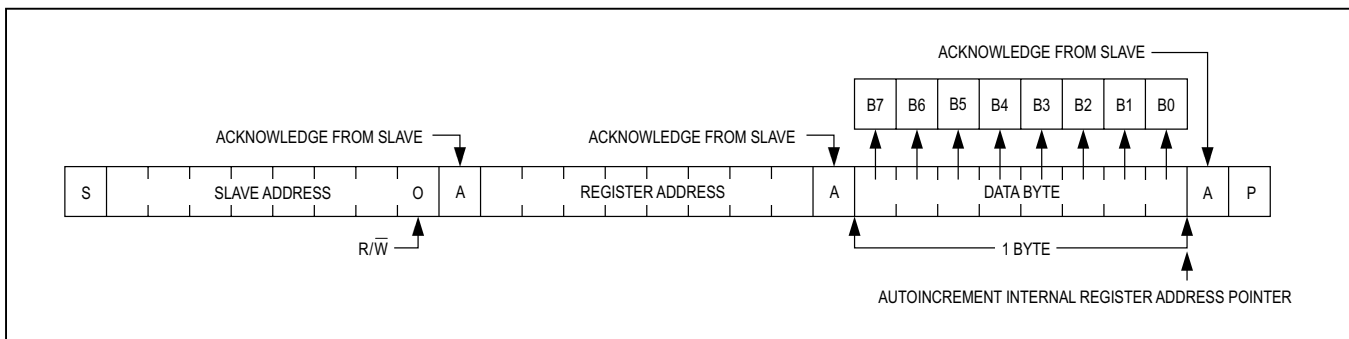 ACKNOWLEDGE FROM SLAVE
B7 B6 B5 B4 B3 B2 B1 B0
ACKNOWLEDGE FROM SLAVE ACKNOWLEDGE FROM SLAVE
S SLAVE ADDRESS O A REGISTER ADDRESS A DATA BYTE A P
R/W̅ 1 BYTE
AUTOINCREMENT INTERNAL REGISTER ADDRESS POINTER